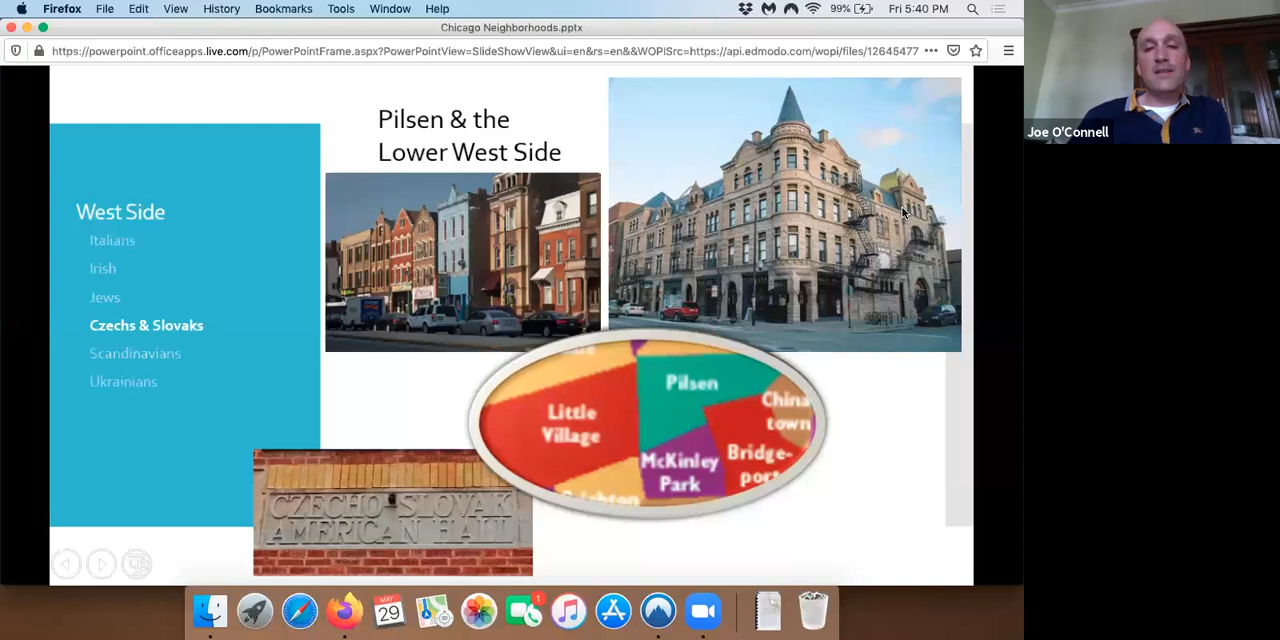 Firefox File Edit View History Bookmarks Tools Window Help 99% Fri 5:40 PM
Chicago Neighborhoods.pptx
https://powerpoint.officeapps.live.com/p/PowerPointFrame.aspx?PowerPointView=SlideShowView&ui=en&rs=en&&WOPISrc=https://api.edmodo.com/wopi/files/12645477
Joe O'Connell
Pilsen & the
Lower West Side
West Side
Italians
Irish
Jews
Czechs & Slovaks
Scandinavians
Ukrainians
Pilsen
Little
Village
China
town
McKinley
Park
Bridge-
port
Brighton
CZECHO SLOVAK
AMERICAN HALL
MAY
29
1